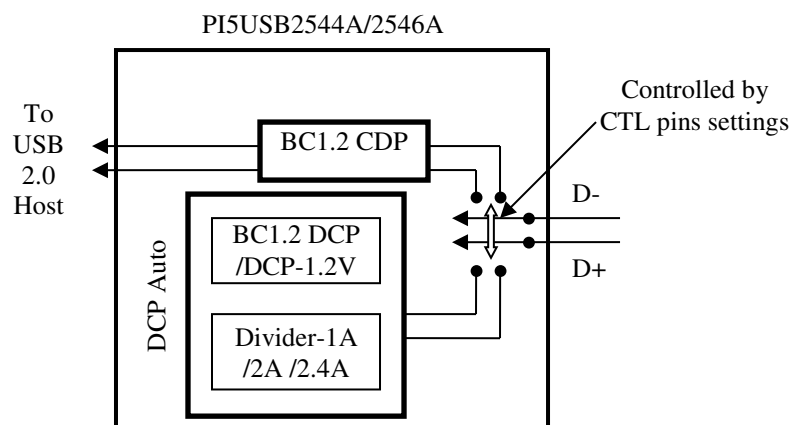 PI5USB2544A/2546A
Controlled by
CTL pins settings
To
USB
2.0
Host
BC1.2 CDP
D-
D+
DCP Auto
BC1.2 DCP
/DCP-1.2V
Divider-1A
/2A /2.4A